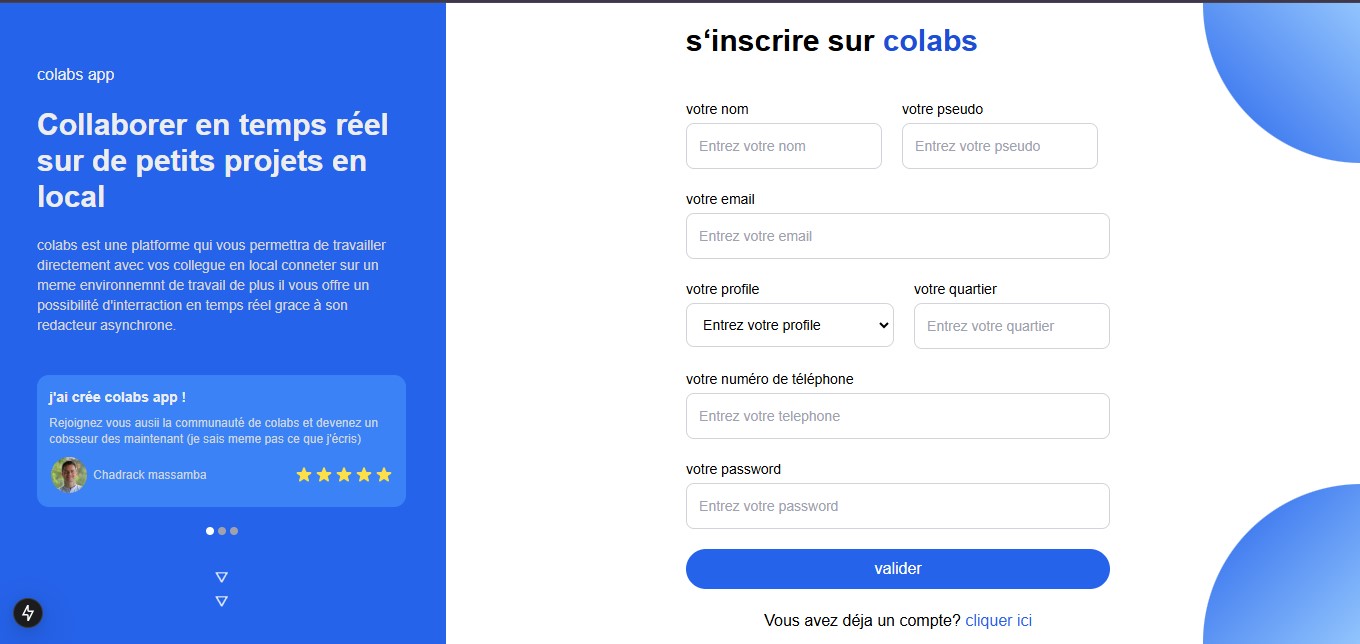 colabs app
Collaborer en temps réel
sur de petits projets en
local
colabs est une platforme qui vous permettra de travailler
directement avec vos collegue en local conneter sur un
meme environnemnt de travail de plus il vous offre un
possibilité d'interraction en temps réel grace à son
redacteur asynchrone.
j'ai crée colabs app !
Rejoignez vous ausii la communauté de colabs et devenez un
cobsseur des maintenant (je sais meme pas ce que j'écris)
Chadrack massamba
s‘inscrire sur colabs
votre nom
votre pseudo
Entrez votre nom
Entrez votre pseudo
votre email
Entrez votre email
votre profile
votre quartier
Entrez votre profile
Entrez votre quartier
votre numéro de téléphone
Entrez votre telephone
votre password
Entrez votre password
valider
Vous avez déja un compte? cliquer ici